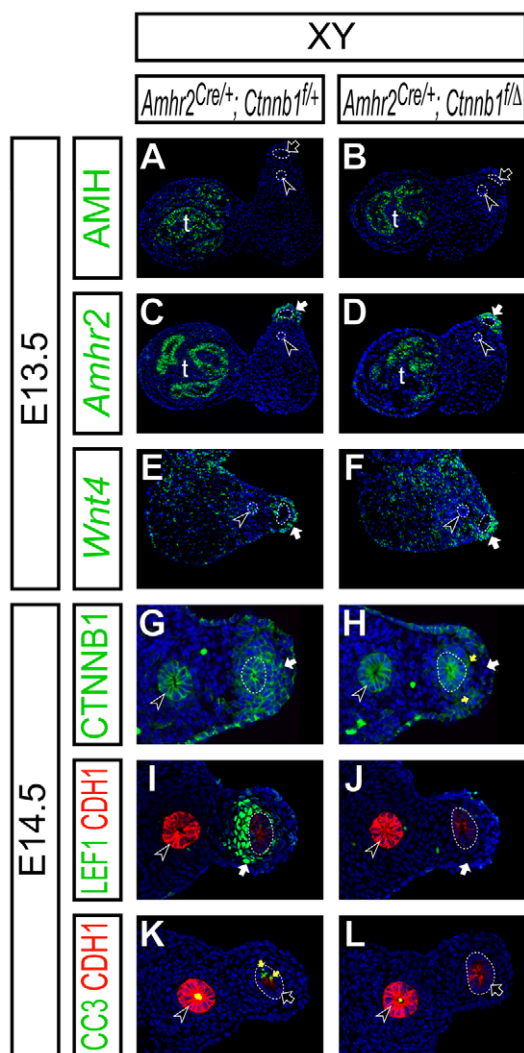 XY
Amhr2Cre/+; Ctnnb1f/+
Amhr2Cre/+; Ctnnb1f/Δ
E13.5
AMH
A
t
B
t
Amhr2
C
t
D
t
Wnt4
E
F
E14.5
CTNNB1
G
H
LEF1 CDH1
I
J
CC3 CDH1
K
L